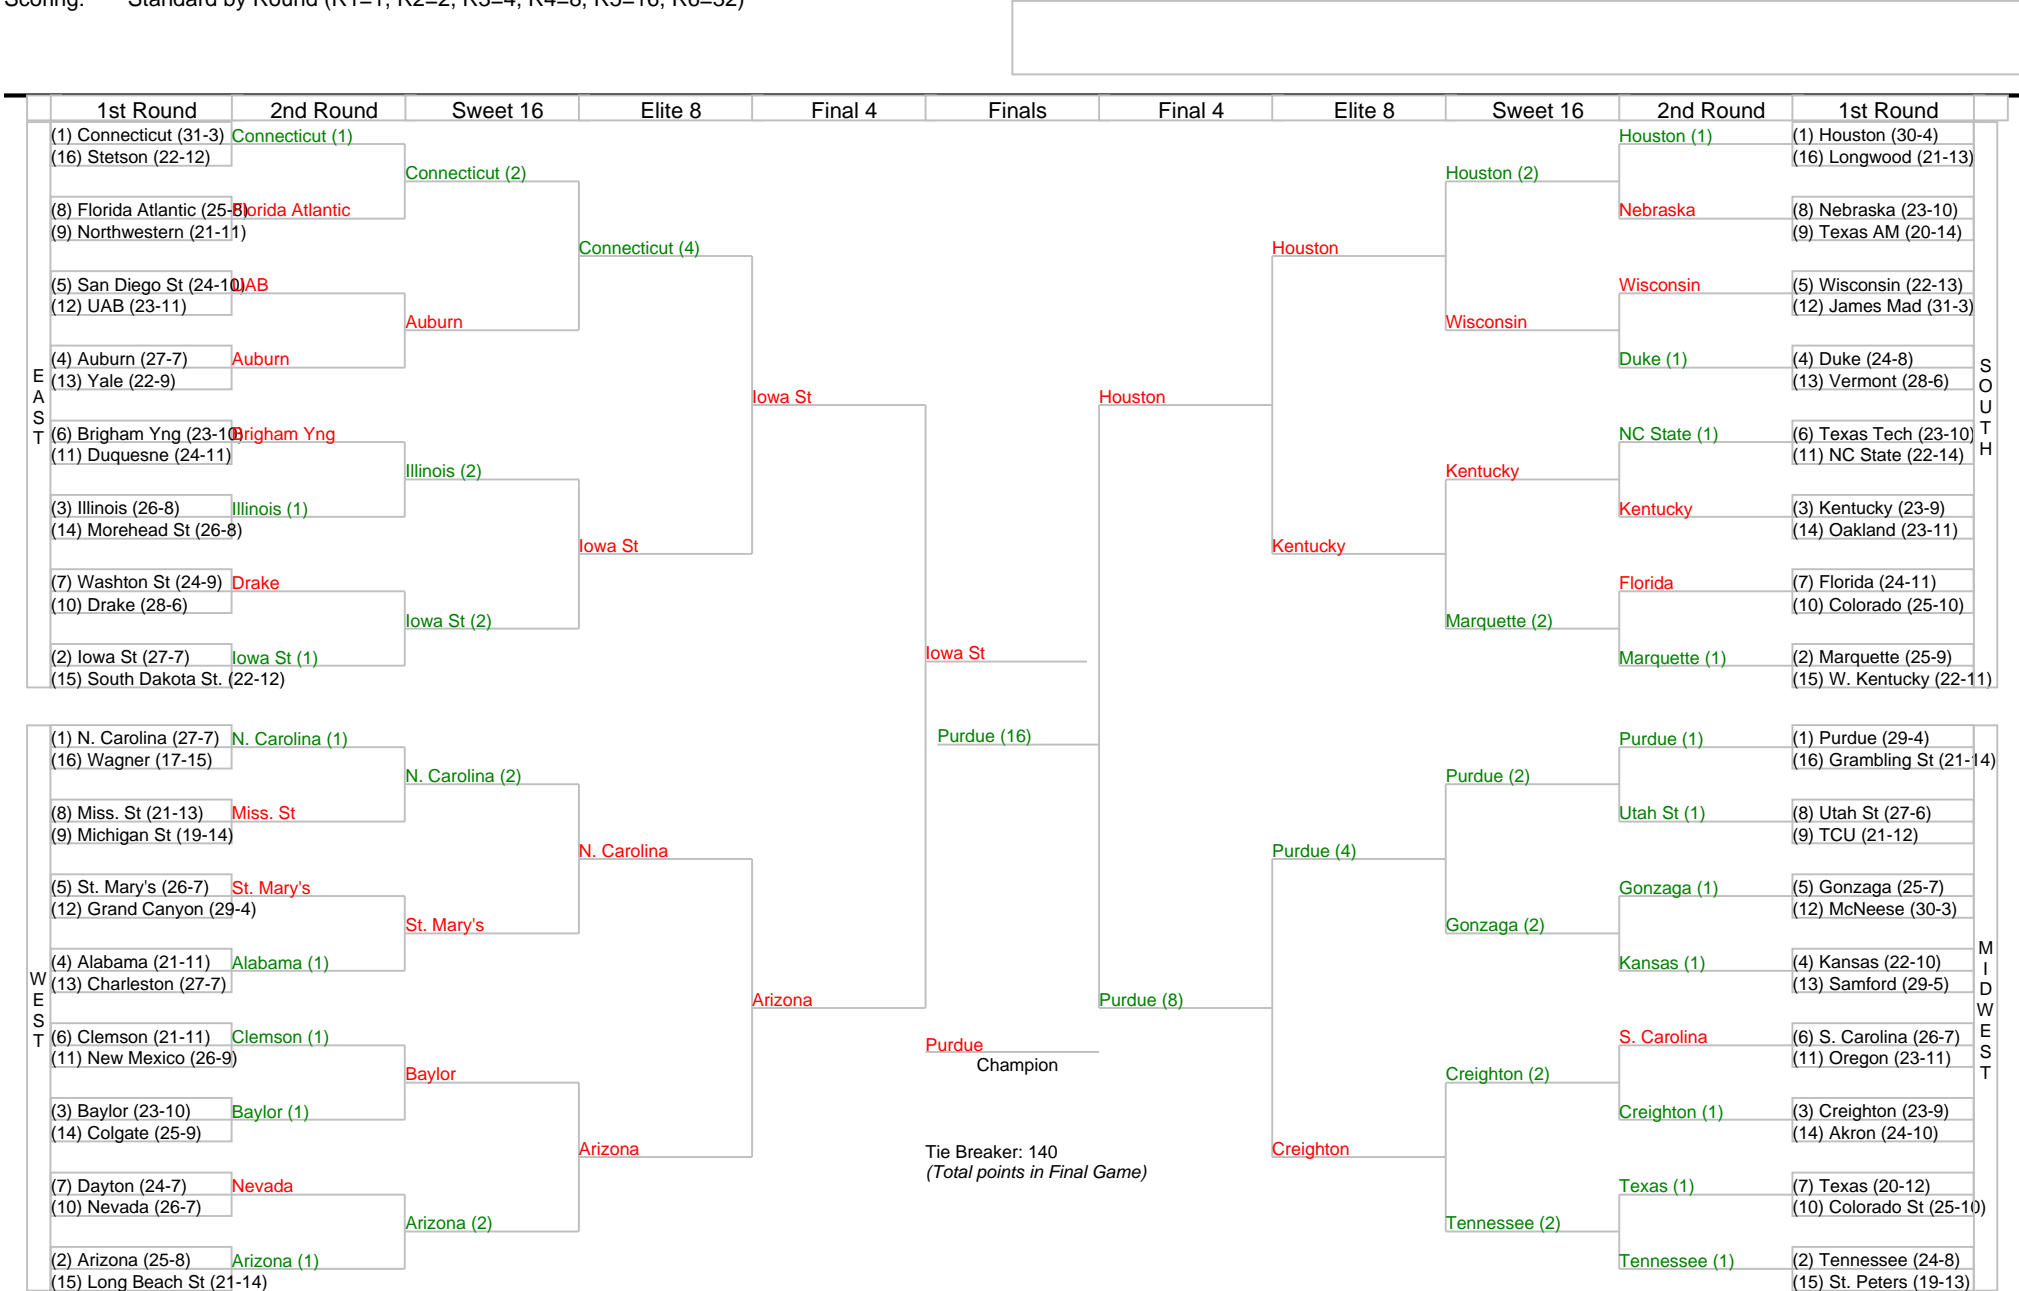 Scoring: Standard by Round (R1=1, R2=2, R3=4, R4=8, R5=16, R6=32)
1st Round 2nd Round Sweet 16 Elite 8 Final 4 Finals Final 4 Elite 8 Sweet 16 2nd Round 1st Round
EAST
(1) Connecticut (31-3)
(16) Stetson (22-12)
(8) Florida Atlantic (25-8)
(9) Northwestern (21-11)
(5) San Diego St (24-10)
(12) UAB (23-11)
(4) Auburn (27-7)
(13) Yale (22-9)
(6) Brigham Yng (23-10)
(11) Duquesne (24-11)
(3) Illinois (26-8)
(14) Morehead St (26-8)
(7) Washton St (24-9)
(10) Drake (28-6)
(2) Iowa St (27-7)
(15) South Dakota St. (22-12)
Connecticut (1)
Florida Atlantic
UAB
Auburn
Brigham Yng
Illinois (1)
Drake
Iowa St (1)
Connecticut (2)
Auburn
Illinois (2)
Iowa St (2)
Connecticut (4)
Iowa St
Iowa St
WEST
(1) N. Carolina (27-7)
(16) Wagner (17-15)
(8) Miss. St (21-13)
(9) Michigan St (19-14)
(5) St. Mary's (26-7)
(12) Grand Canyon (29-4)
(4) Alabama (21-11)
(13) Charleston (27-7)
(6) Clemson (21-11)
(11) New Mexico (26-9)
(3) Baylor (23-10)
(14) Colgate (25-9)
(7) Dayton (24-7)
(10) Nevada (26-7)
(2) Arizona (25-8)
(15) Long Beach St (21-14)
N. Carolina (1)
Miss. St
St. Mary's
Alabama (1)
Clemson (1)
Baylor (1)
Nevada
Arizona (1)
N. Carolina (2)
St. Mary's
Baylor
Arizona (2)
N. Carolina
Arizona
Arizona
Iowa St
Purdue (16)
Purdue
Champion
Tie Breaker: 140
(Total points in Final Game)
Houston
Houston
Kentucky
Houston (2)
Wisconsin
Kentucky
Marquette (2)
Houston (1)
Nebraska
Wisconsin
Duke (1)
NC State (1)
Kentucky
Florida
Marquette (1)
(1) Houston (30-4)
(16) Longwood (21-13)
(8) Nebraska (23-10)
(9) Texas AM (20-14)
(5) Wisconsin (22-13)
(12) James Mad (31-3)
(4) Duke (24-8)
(13) Vermont (28-6)
(6) Texas Tech (23-10)
(11) NC State (22-14)
(3) Kentucky (23-9)
(14) Oakland (23-11)
(7) Florida (24-11)
(10) Colorado (25-10)
(2) Marquette (25-9)
(15) W. Kentucky (22-11)
SOUTH
Purdue (8)
Purdue (4)
Creighton
Purdue (2)
Gonzaga (2)
Creighton (2)
Tennessee (2)
Purdue (1)
Utah St (1)
Gonzaga (1)
Kansas (1)
S. Carolina
Creighton (1)
Texas (1)
Tennessee (1)
(1) Purdue (29-4)
(16) Grambling St (21-14)
(8) Utah St (27-6)
(9) TCU (21-12)
(5) Gonzaga (25-7)
(12) McNeese (30-3)
(4) Kansas (22-10)
(13) Samford (29-5)
(6) S. Carolina (26-7)
(11) Oregon (23-11)
(3) Creighton (23-9)
(14) Akron (24-10)
(7) Texas (20-12)
(10) Colorado St (25-10)
(2) Tennessee (24-8)
(15) St. Peters (19-13)
MIDWEST